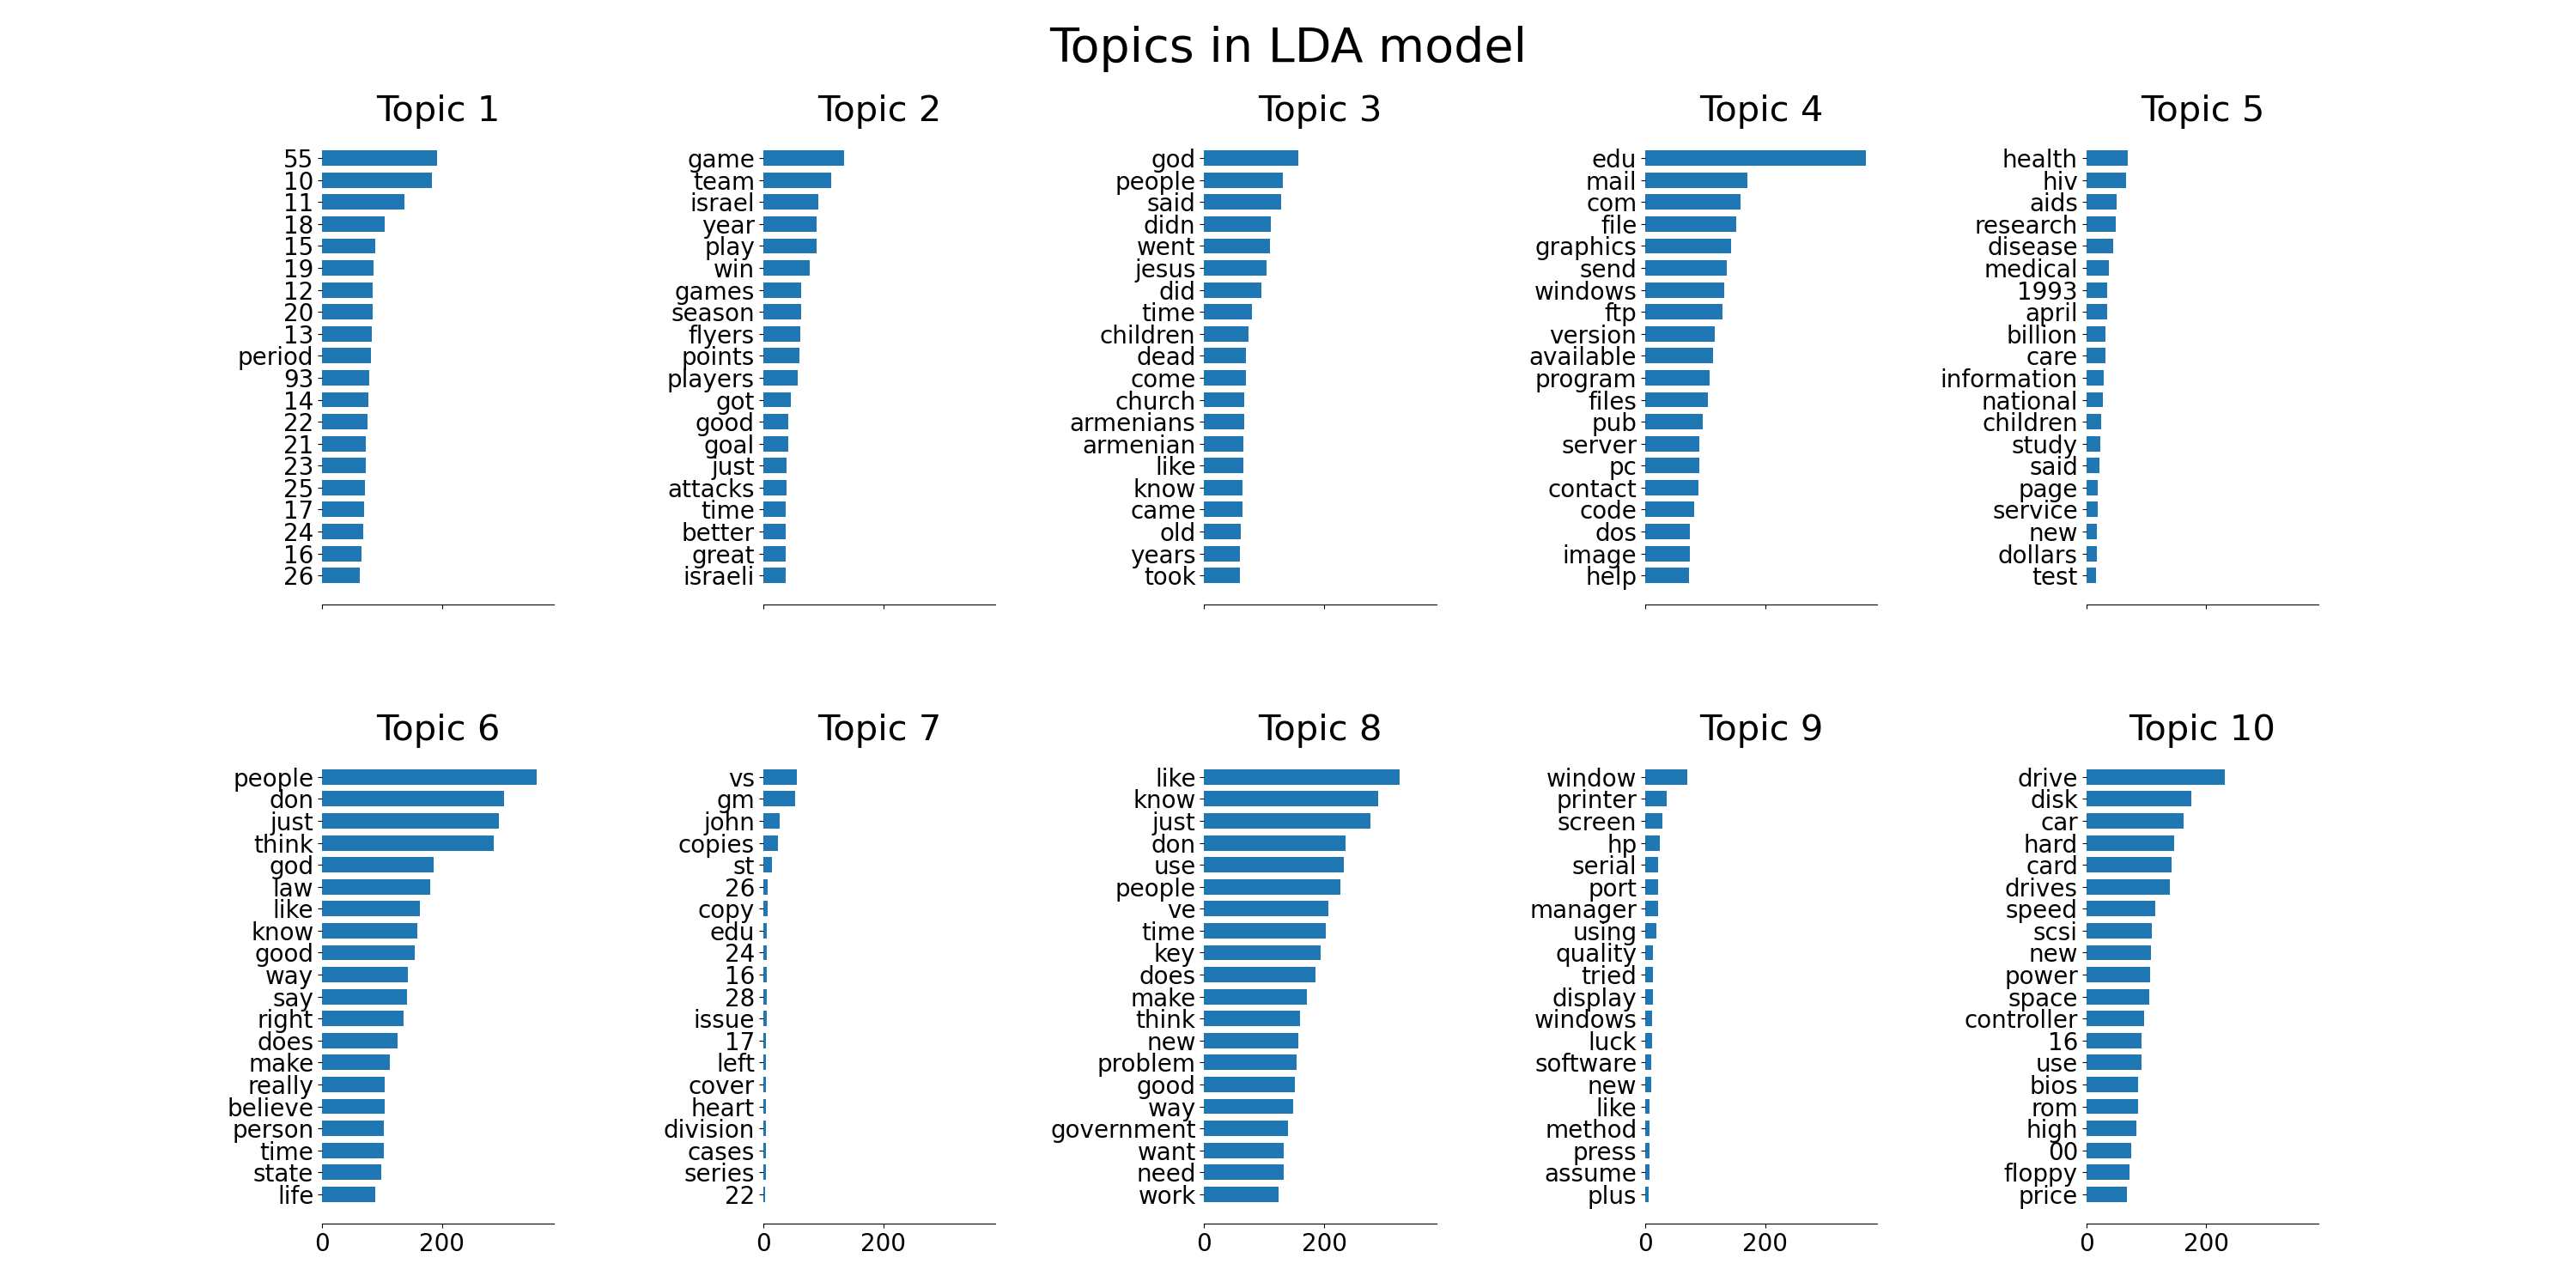 Topics in LDA model
Topic 1
55
10
11
18
15
19
12
20
13
period
93
14
22
21
23
25
17
24
16
26
Topic 2
game
team
israel
year
play
win
games
season
flyers
points
players
got
good
goal
just
attacks
time
better
great
israeli
Topic 3
god
people
said
didn
went
jesus
did
time
children
dead
come
church
armenians
armenian
like
know
came
old
years
took
Topic 4
edu
mail
com
file
graphics
send
windows
ftp
version
available
program
files
pub
server
pc
contact
code
dos
image
help
Topic 5
health
hiv
aids
research
disease
medical
1993
april
billion
care
information
national
children
study
said
page
service
new
dollars
test
Topic 6
people
don
just
think
god
law
like
know
good
way
say
right
does
make
really
believe
person
time
state
life
0 200
Topic 7
vs
gm
john
copies
st
26
copy
edu
24
16
28
issue
17
left
cover
heart
division
cases
series
22
0 200
Topic 8
like
know
just
don
use
people
ve
time
key
does
make
think
new
problem
good
way
government
want
need
work
0 200
Topic 9
window
printer
screen
hp
serial
port
manager
using
quality
tried
display
windows
luck
software
new
like
method
press
assume
plus
0 200
Topic 10
drive
disk
car
hard
card
drives
speed
scsi
new
power
space
controller
16
use
bios
rom
high
00
floppy
price
0 200